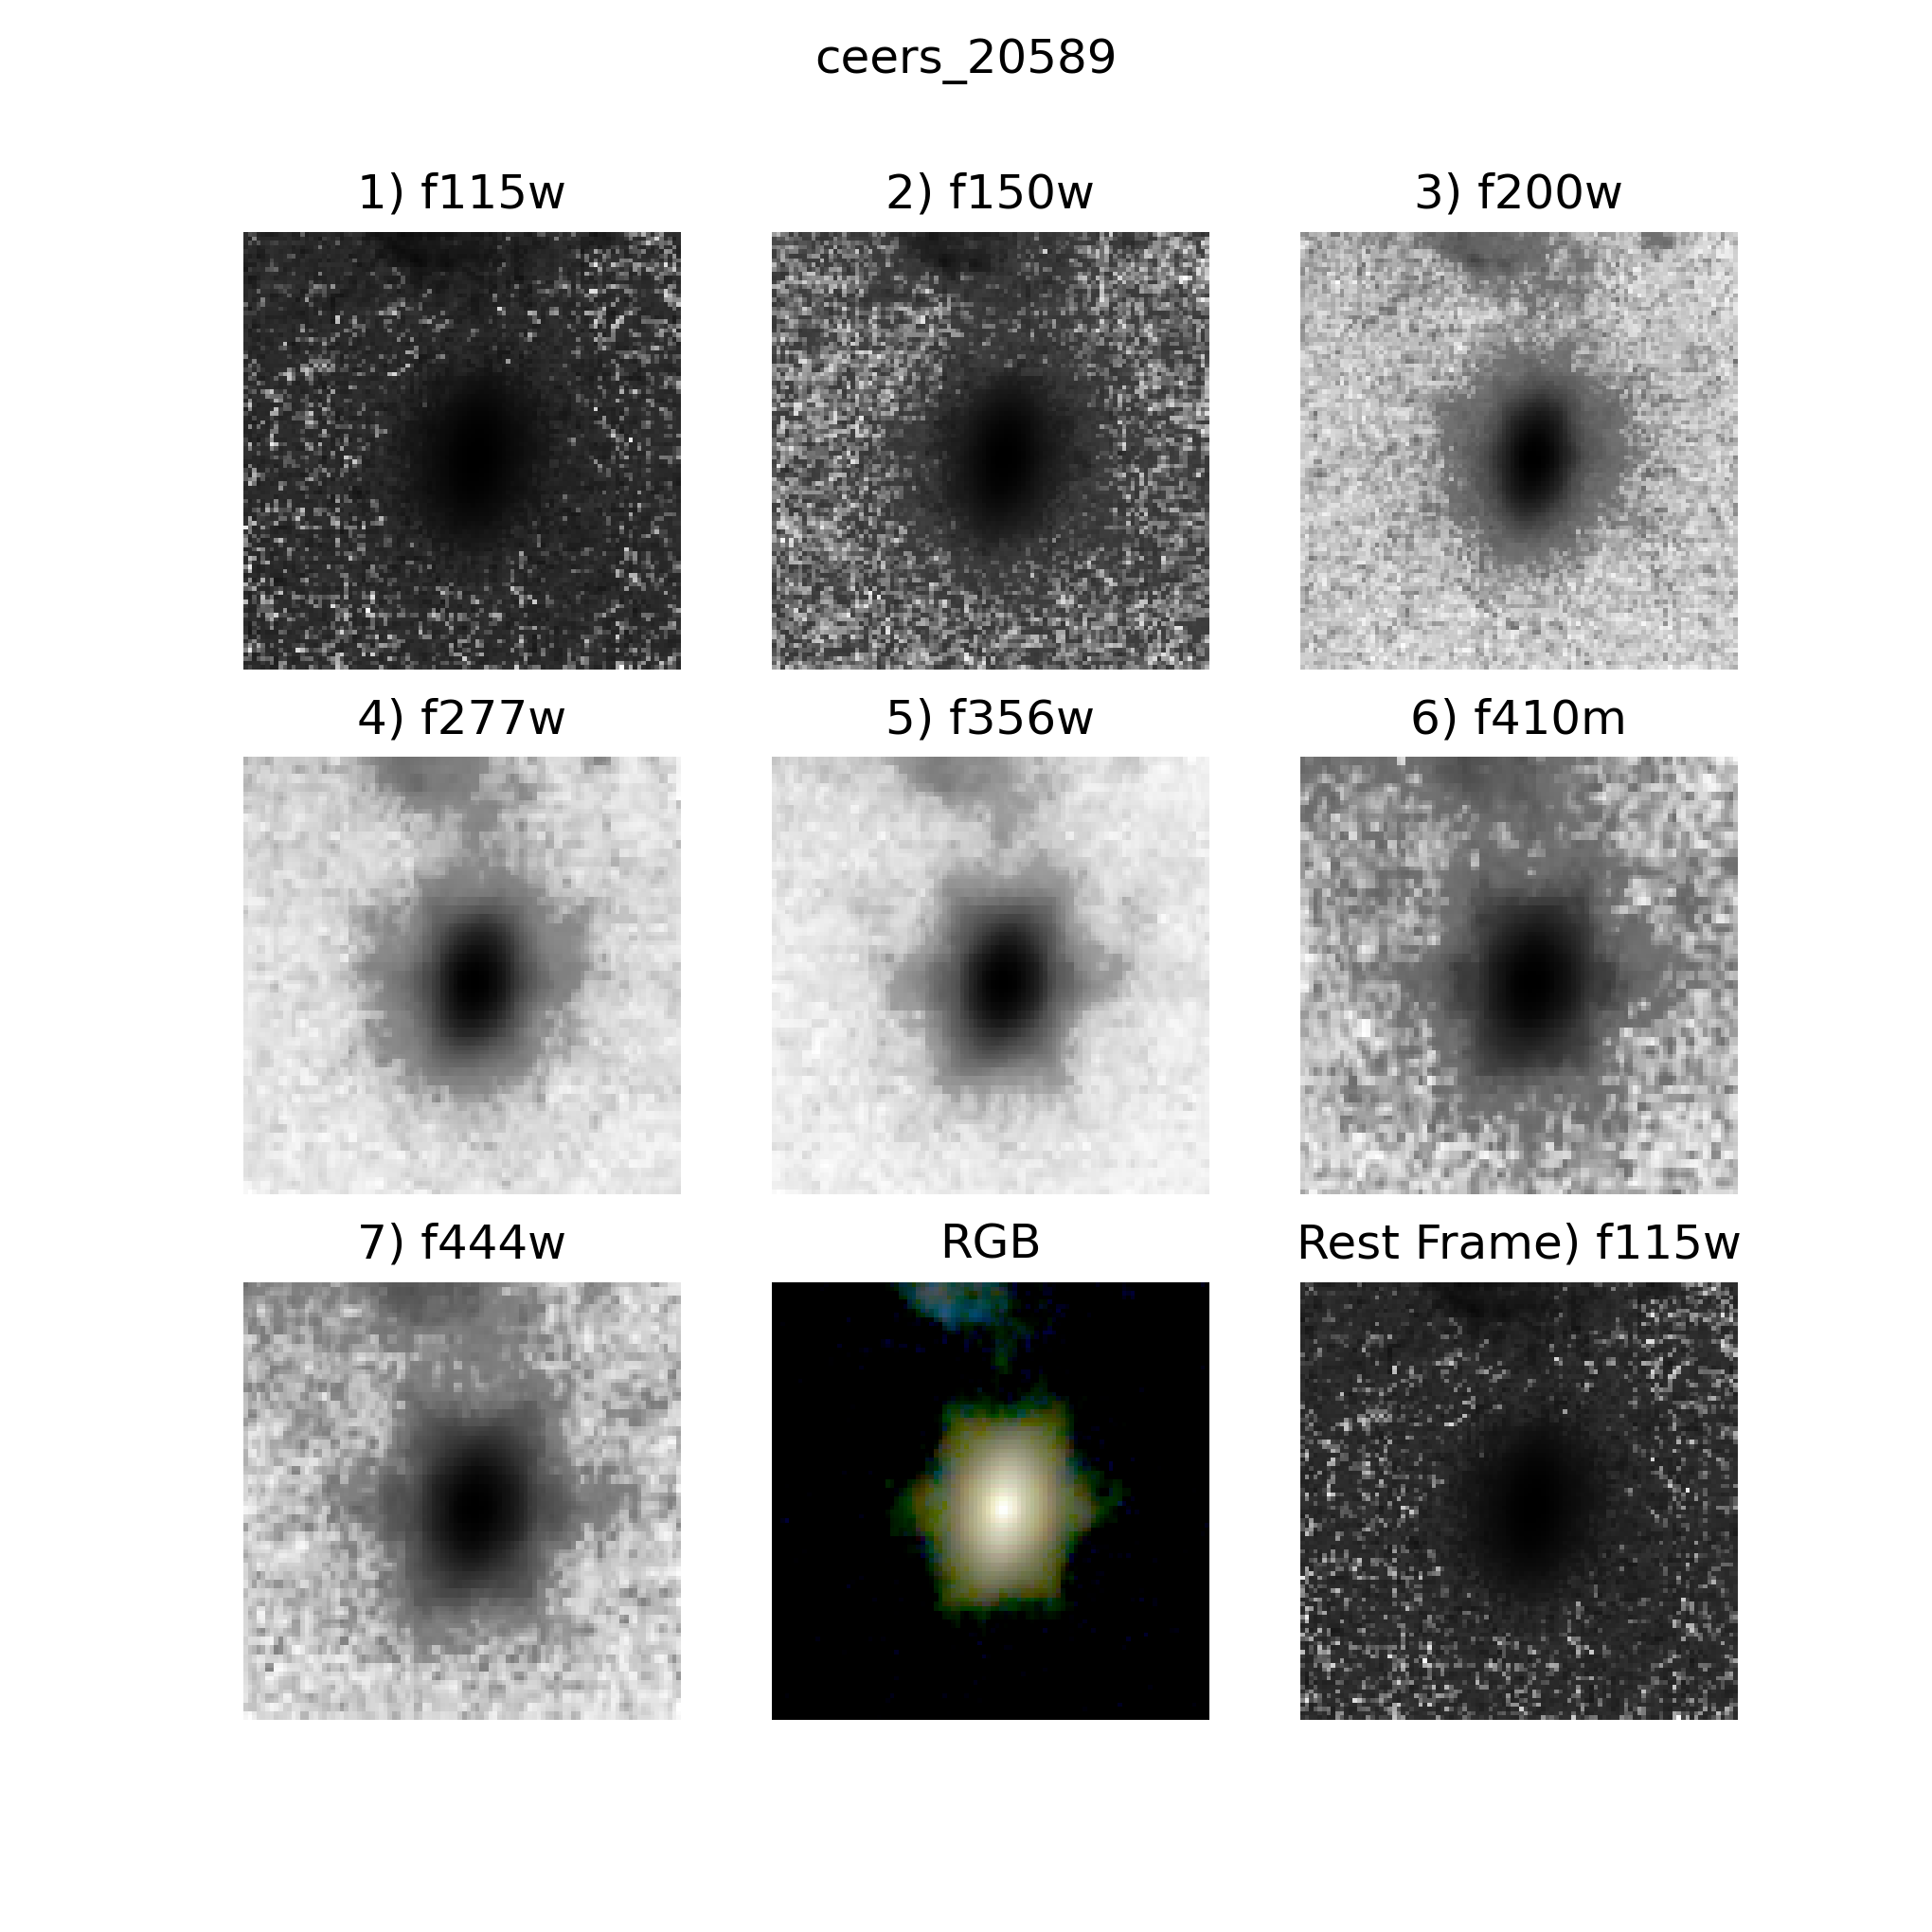 ceers_20589
1) f115w
2) f150w
3) f200w
4) f277w
5) f356w
6) f410m
7) f444w
RGB
Rest Frame) f115w